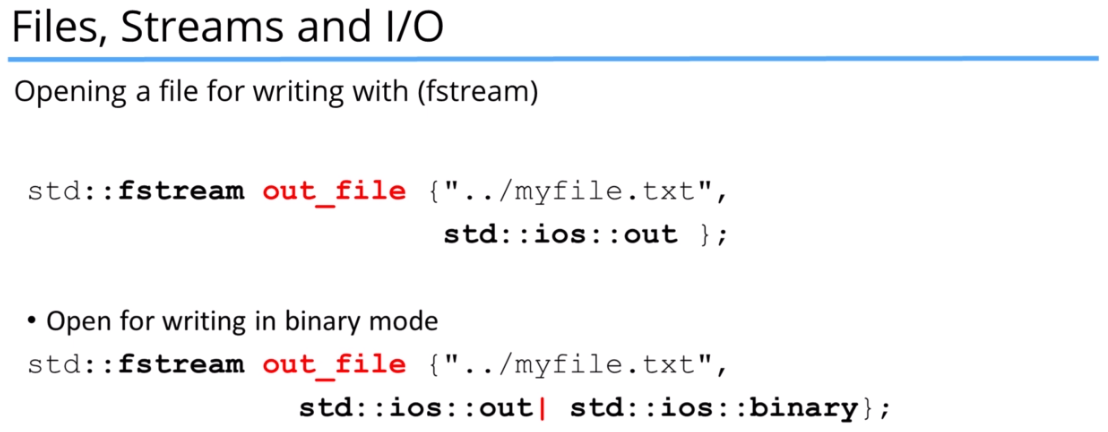 Files, Streams and I/O
Opening a file for writing with (fstream)
std::fstream out_file {"../myfile.txt",
std::ios::out };
• Open for writing in binary mode
std::fstream out_file {"../myfile.txt",
std::ios::out| std::ios::binary};